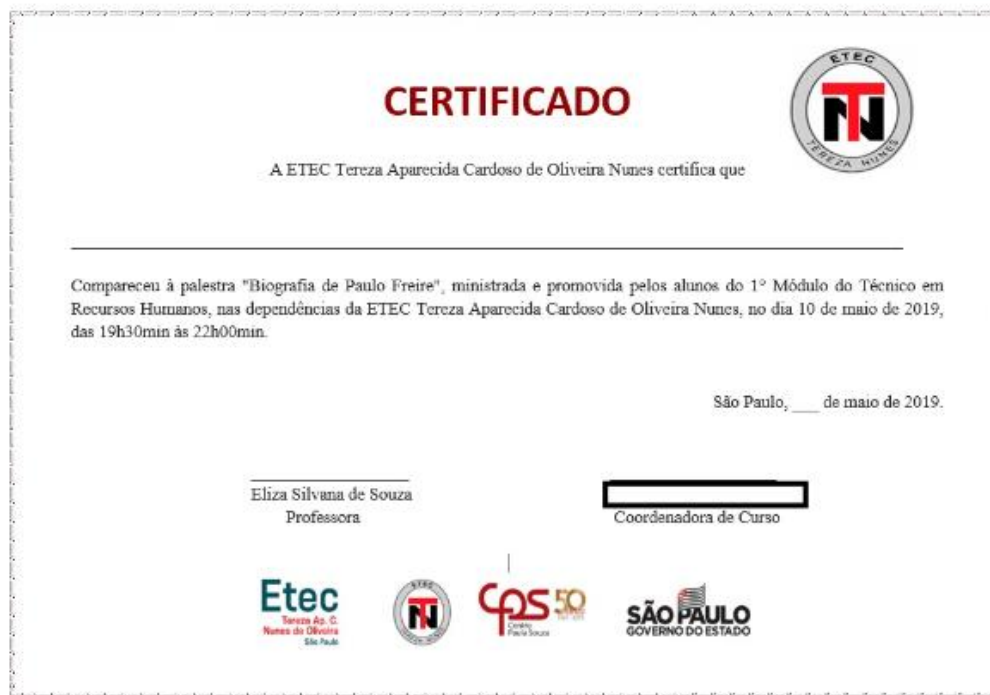 ETEC
TN
TEREZA NUNES
CERTIFICADO
A ETEC Tereza Aparecida Cardoso de Oliveira Nunes certifica que
Compareceu à palestra "Biografia de Paulo Freire", ministrada e promovida pelos alunos do 1º Módulo do Técnico em
Recursos Humanos, nas dependências da ETEC Tereza Aparecida Cardoso de Oliveira Nunes, no dia 10 de maio de 2019,
das 19h30min às 22h00min.
São Paulo, ___ de maio de 2019.
Eliza Silvana de Souza
Professora
Coordenadora de Curso
Etec
Tereza Ap. C.
Nunes de Oliveira
São Paulo
ETEC
TN
TEREZA NUNES
CPS 50
Centro
Paula Souza
SÃO PAULO
GOVERNO DO ESTADO